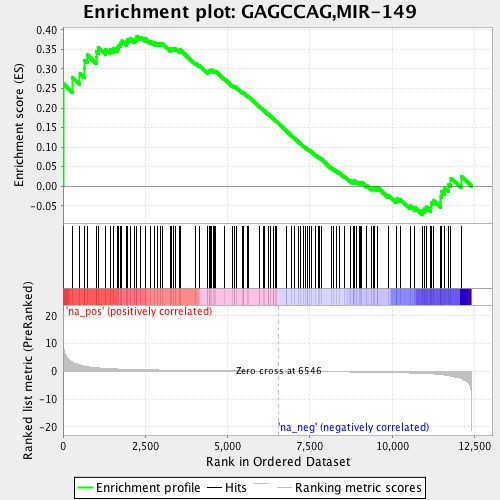 Enrichment plot: GAGCCAG,MIR-149
Enrichment score (ES)
0.40
0.35
0.30
0.25
0.20
0.15
0.10
0.05
0.00
-0.05
'na_pos' (positively correlated)
Ranked list metric (PreRanked)
20
10
0
-10
-20
Zero cross at 6546
'na_neg' (negatively correlated)
0
2,500
5,000
7,500
10,000
12,500
Rank in Ordered Dataset
Enrichment profile
Hits
Ranking metric scores